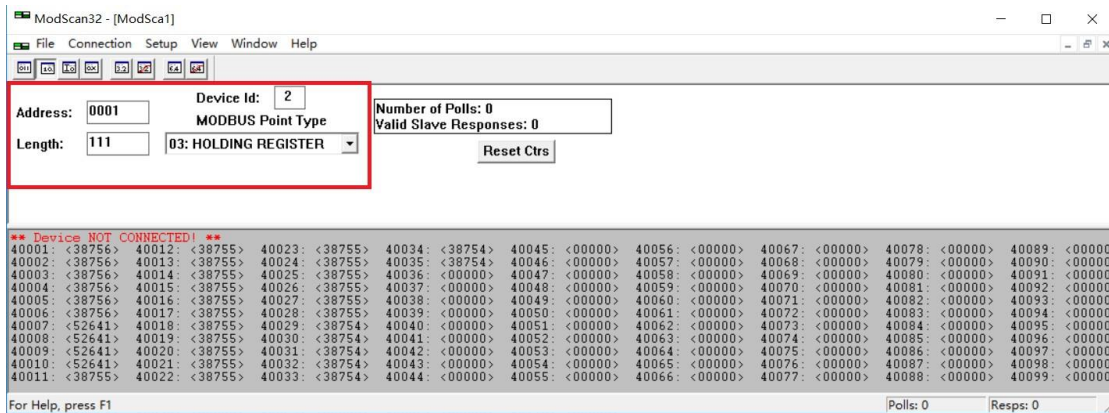 ModScan32 - [ModSca1]
File Connection Setup View Window Help
Address: 0001
Device Id: 2
MODBUS Point Type
Length: 111
03: HOLDING REGISTER
Number of Polls: 0
Valid Slave Responses: 0
Reset Ctrs
** Device NOT CONNECTED! **
40001: <38756> 40012: <38755> 40023: <38755> 40034: <38754> 40045: <00000> 40056: <00000> 40067: <00000> 40078: <00000> 40089: <00000
40002: <38756> 40013: <38755> 40024: <38755> 40035: <38754> 40046: <00000> 40057: <00000> 40068: <00000> 40079: <00000> 40090: <00000
40003: <38756> 40014: <38755> 40025: <38755> 40036: <00000> 40047: <00000> 40058: <00000> 40069: <00000> 40080: <00000> 40091: <00000
40004: <38756> 40015: <38755> 40026: <38755> 40037: <00000> 40048: <00000> 40059: <00000> 40070: <00000> 40081: <00000> 40092: <00000
40005: <38756> 40016: <38755> 40027: <38755> 40038: <00000> 40049: <00000> 40060: <00000> 40071: <00000> 40082: <00000> 40093: <00000
40006: <38756> 40017: <38755> 40028: <38755> 40039: <00000> 40050: <00000> 40061: <00000> 40072: <00000> 40083: <00000> 40094: <00000
40007: <52641> 40018: <38755> 40029: <38754> 40040: <00000> 40051: <00000> 40062: <00000> 40073: <00000> 40084: <00000> 40095: <00000
40008: <52641> 40019: <38755> 40030: <38754> 40041: <00000> 40052: <00000> 40063: <00000> 40074: <00000> 40085: <00000> 40096: <00000
40009: <52641> 40020: <38755> 40031: <38754> 40042: <00000> 40053: <00000> 40064: <00000> 40075: <00000> 40086: <00000> 40097: <00000
40010: <52641> 40021: <38755> 40032: <38754> 40043: <00000> 40054: <00000> 40065: <00000> 40076: <00000> 40087: <00000> 40098: <00000
40011: <38755> 40022: <38755> 40033: <38754> 40044: <00000> 40055: <00000> 40066: <00000> 40077: <00000> 40088: <00000> 40099: <00000
For Help, press F1
Polls: 0
Resps: 0